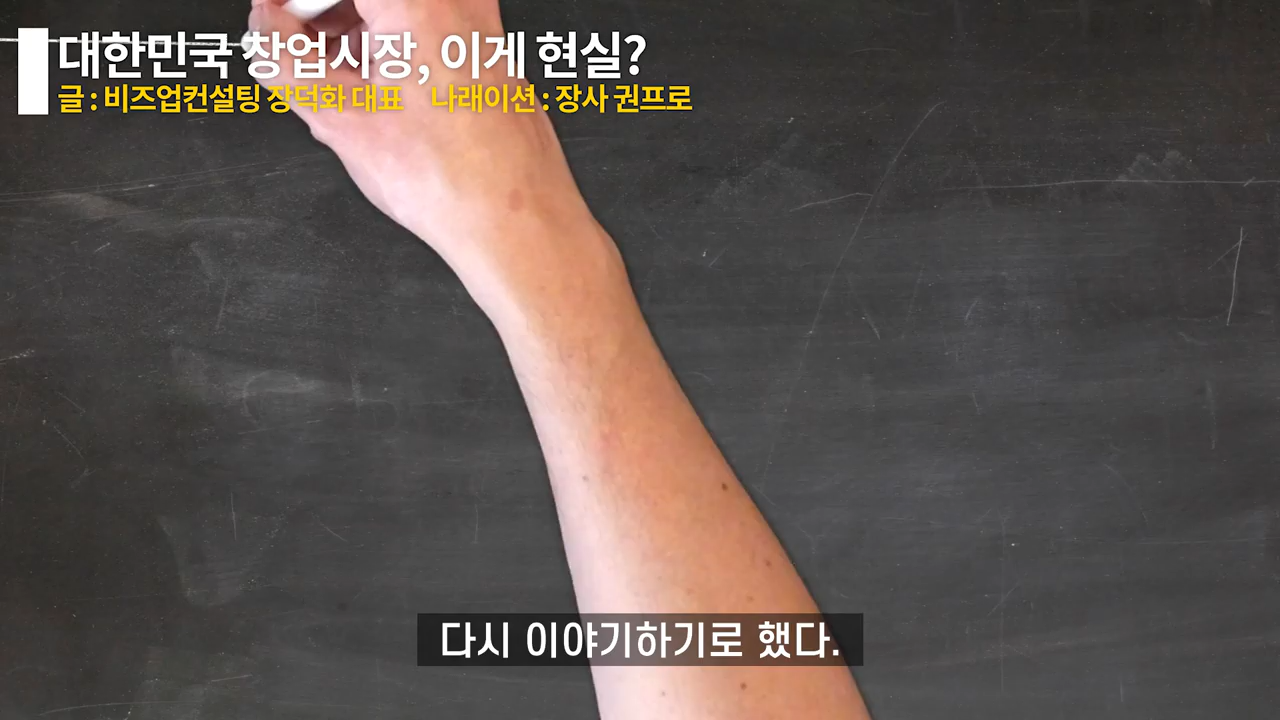 대한민국 창업시장, 이게 현실?
글 : 비즈업컨설팅 장덕화 대표 나래이션 : 장사 권프로
다시 이야기하기로 했다.